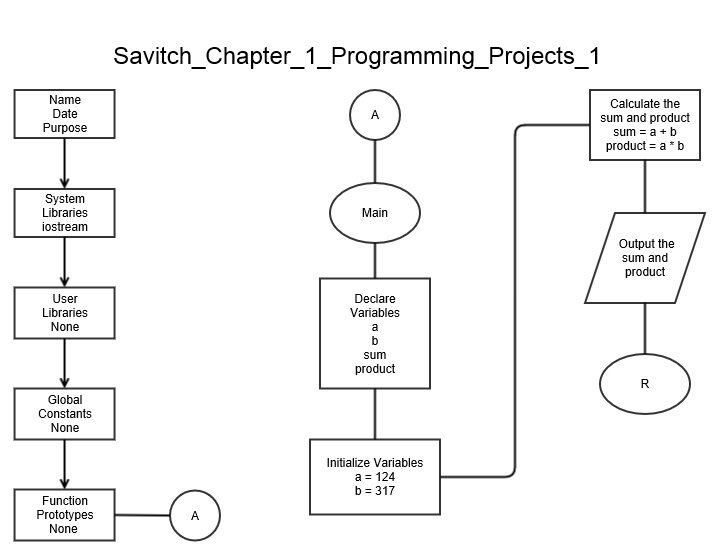 Savitch_Chapter_1_Programming_Projects_1
Name
Date
Purpose
System
Libraries
iostream
User
Libraries
None
Global
Constants
None
Function
Prototypes
None
A
A
Main
Declare
Variables
a
b
sum
product
Initialize Variables
a = 124
b = 317
Calculate the
sum and product
sum = a + b
product = a * b
Output the
sum and
product
R